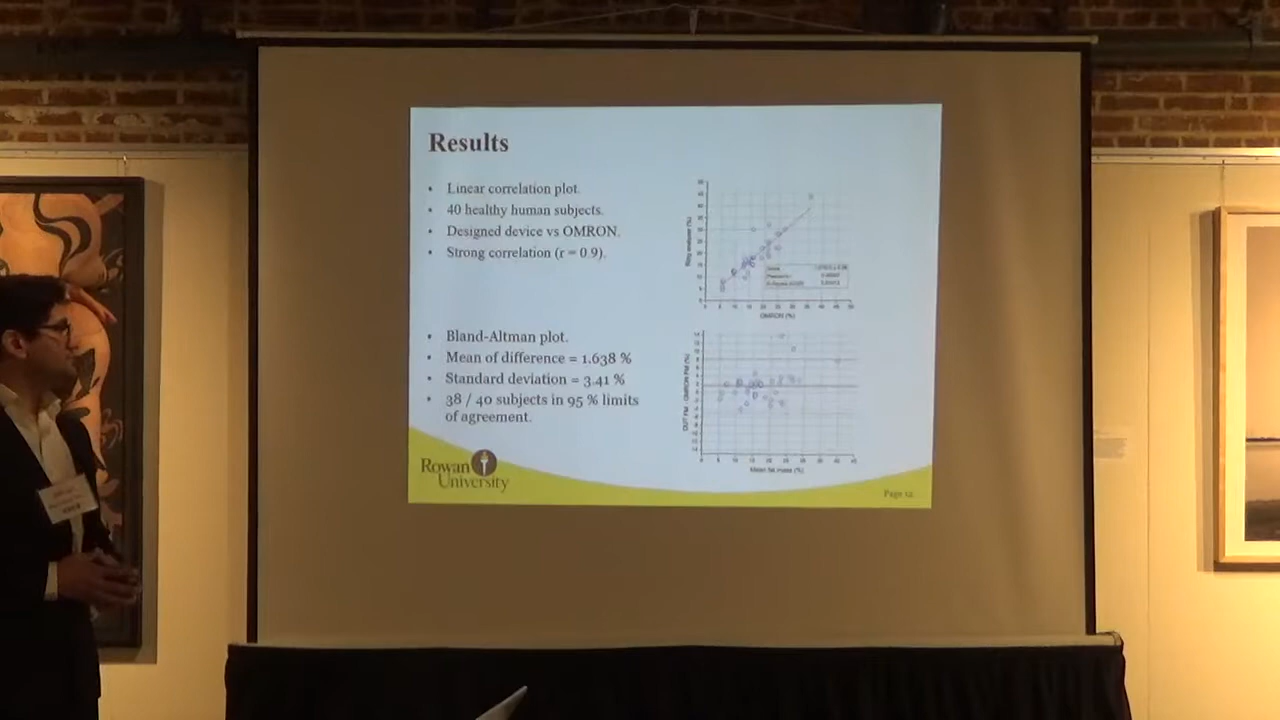 Results
• Linear correlation plot.
• 40 healthy human subjects.
• Designed device vs OMRON.
• Strong correlation (r = 0.9).
OMRON (%)
• Bland-Altman plot.
• Mean of difference = 1.638 %
• Standard deviation = 3.41 %
• 38 / 40 subjects in 95 % limits
of agreement.
Mean fat mass (%)
Rowan
University
Page 12